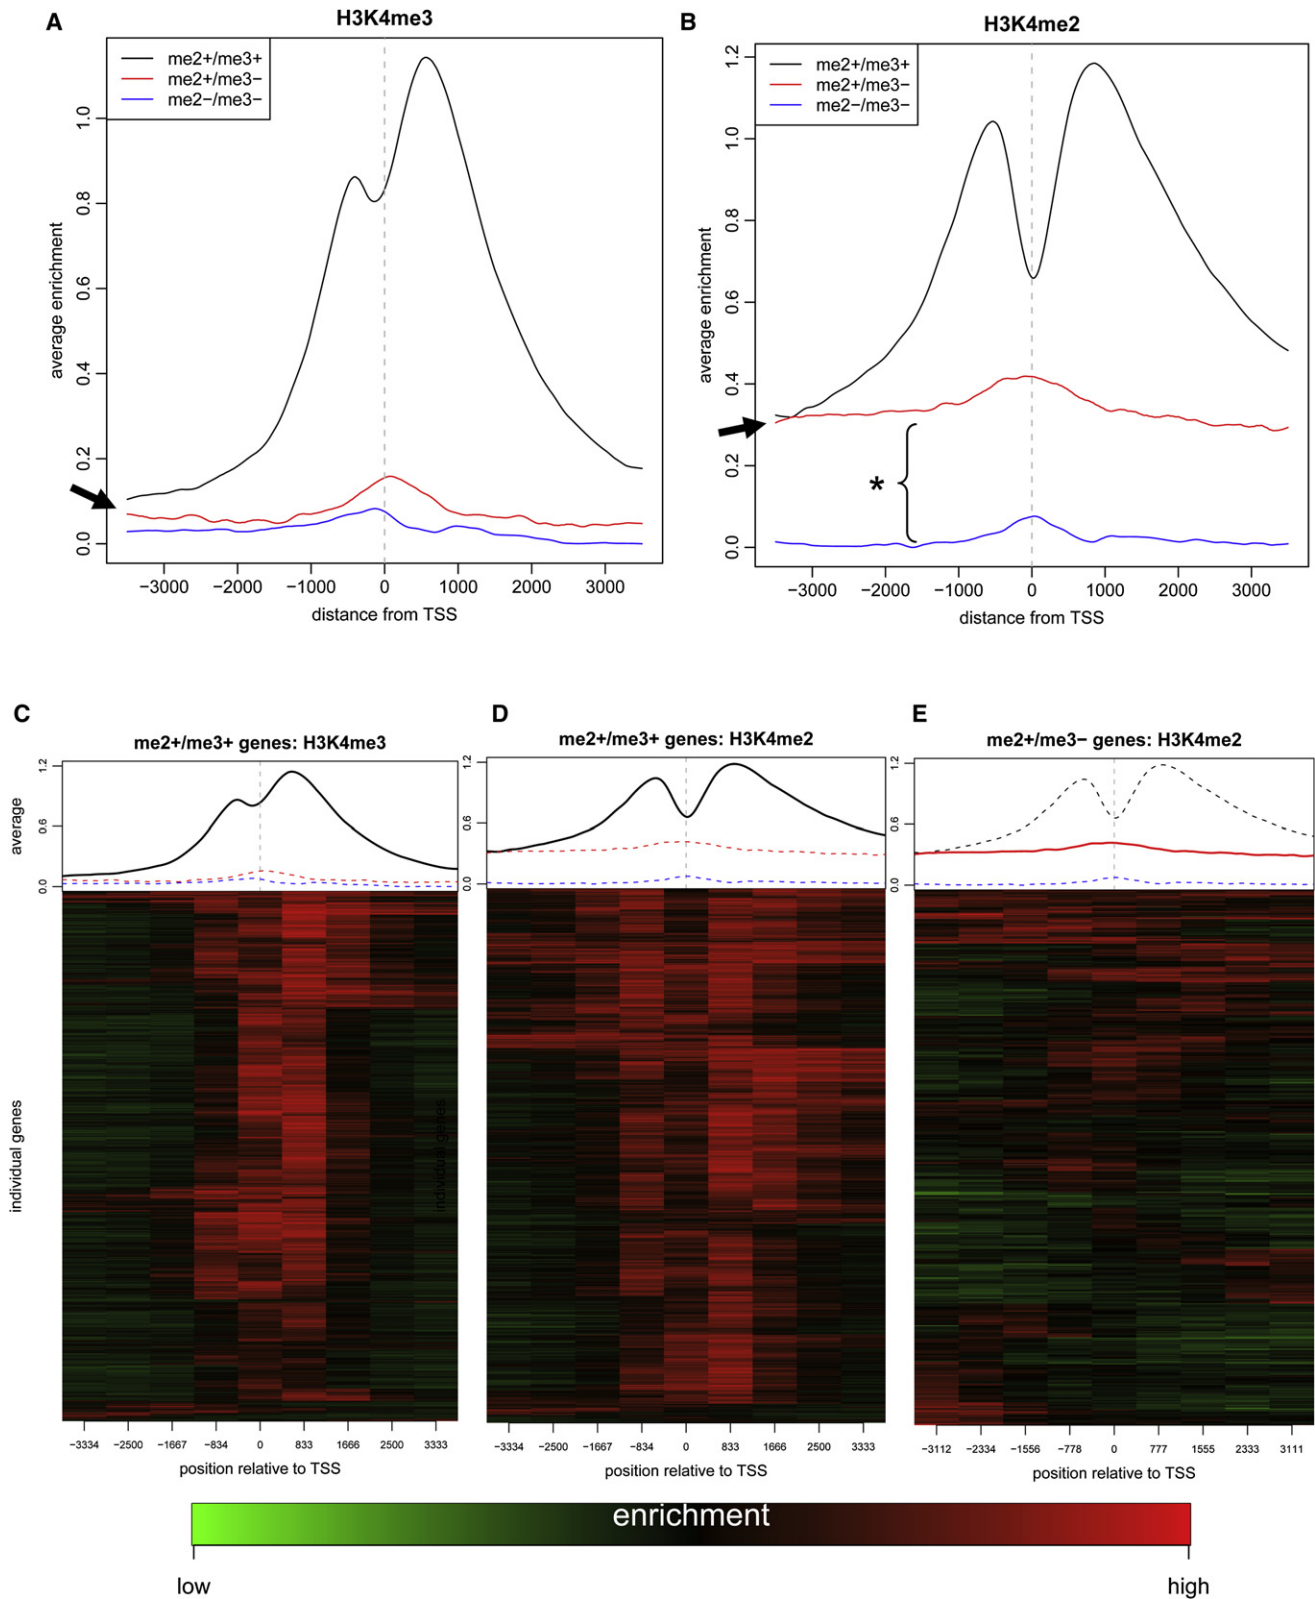 A
H3K4me3
me2+/me3+
me2+/me3−
me2−/me3−
average enrichment
0.0
0.2
0.4
0.6
0.8
1.0
−3000 −2000 −1000 0 1000 2000 3000
distance from TSS
B
H3K4me2
me2+/me3+
me2+/me3−
me2−/me3−
average enrichment
0.0
0.2
0.4
0.6
0.8
1.0
1.2
*
−3000 −2000 −1000 0 1000 2000 3000
distance from TSS
C
me2+/me3+ genes: H3K4me3
average
0.0
0.6
1.2
individual genes
−3334 −2500 −1667 −834 0 833 1666 2500 3333
position relative to TSS
D
me2+/me3+ genes: H3K4me2
0.0
0.6
1.2
individual genes
−3334 −2500 −1667 −834 0 833 1666 2500 3333
position relative to TSS
E
me2+/me3− genes: H3K4me2
0.0
0.6
1.2
−3112 −2334 −1556 −778 0 777 1555 2333 3111
position relative to TSS
enrichment
low
high